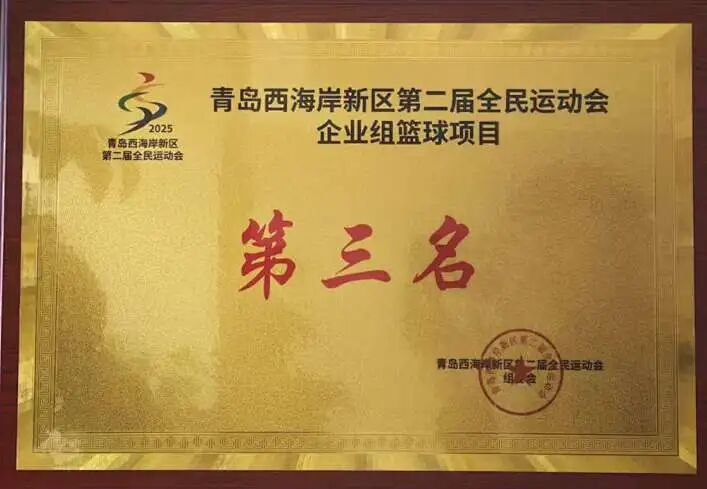 青岛西海岸新区第二届全民运动会
企业组篮球项目
2025
青岛西海岸新区
第二届全民运动会
第三名
青岛西海岸新区第二届全民运动会
组委会